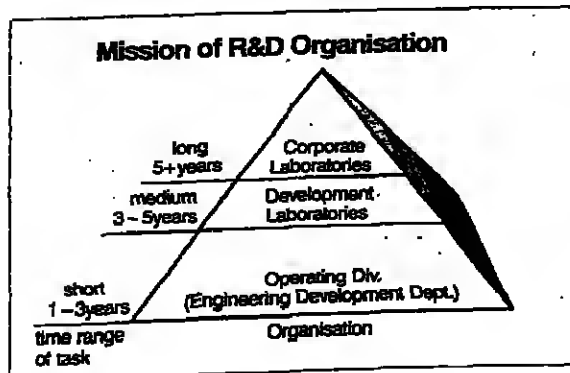 Mission of R&D Organisation
long
5+years
Corporate
Laboratories
medium
3–5years
Development
Laboratories
short
1–3years
Operating Div.
(Engineering Development Dept.)
time range
of task
Organisation